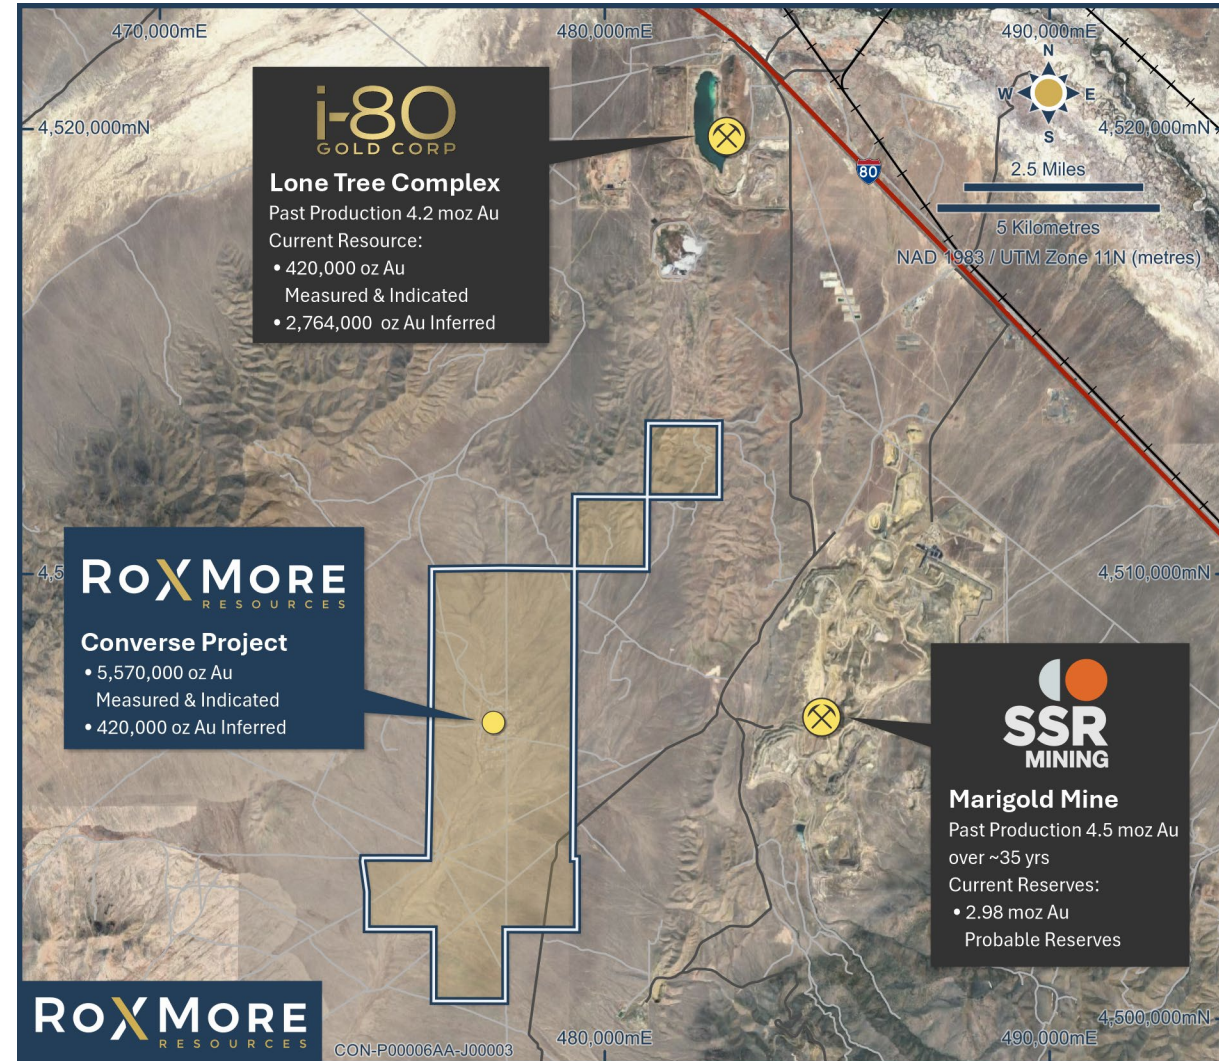 470,000mE
480,000mE
490,000mE
N
W E
S
4,520,000mN
4,520,000mN
2.5 Miles
5 Kilometres
NAD 1983 / UTM Zone 11N (metres)
80
i-80
GOLD CORP
Lone Tree Complex
Past Production 4.2 moz Au
Current Resource:
• 420,000 oz Au
Measured & Indicated
• 2,764,000 oz Au Inferred
4,5
4,510,000mN
ROXMORE
RESOURCES
Converse Project
• 5,570,000 oz Au
Measured & Indicated
• 420,000 oz Au Inferred
SSR
MINING
Marigold Mine
Past Production 4.5 moz Au
over ~35 yrs
Current Reserves:
• 2.98 moz Au
Probable Reserves
ROXMORE
RESOURCES
CON-P00006AA-J00003
480,000mE
490,000mE
4,500,000mN